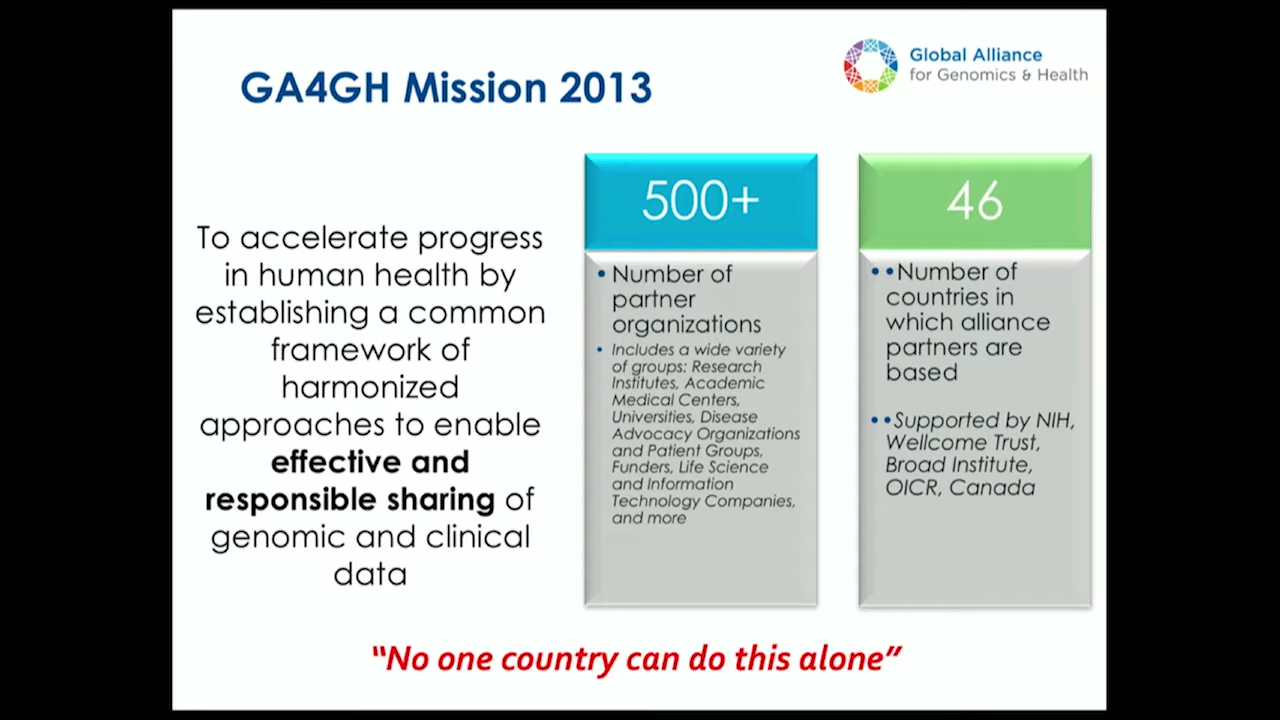 GA4GH Mission 2013
Global Alliance
for Genomics & Health
To accelerate progress
in human health by
establishing a common
framework of
harmonized
approaches to enable
effective and
responsible sharing of
genomic and clinical
data
500+
• Number of
partner
organizations
• Includes a wide variety
of groups: Research
Institutes, Academic
Medical Centers,
Universities, Disease
Advocacy Organizations
and Patient Groups,
Funders, Life Science
and Information
Technology Companies,
and more
46
• •Number of
countries in
which alliance
partners are
based
• •Supported by NIH,
Wellcome Trust,
Broad Institute,
OICR, Canada
“No one country can do this alone”